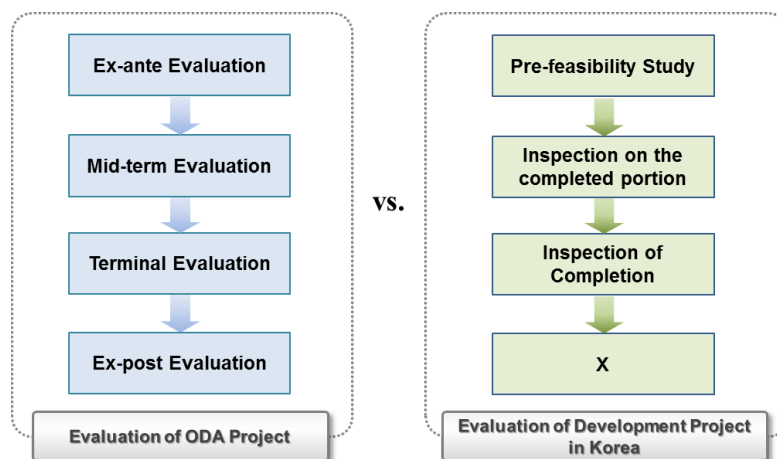 Ex-ante Evaluation
Mid-term Evaluation
Terminal Evaluation
Ex-post Evaluation
Evaluation of ODA Project
vs.
Pre-feasibility Study
Inspection on the
completed portion
Inspection of
Completion
X
Evaluation of Development Project
in Korea